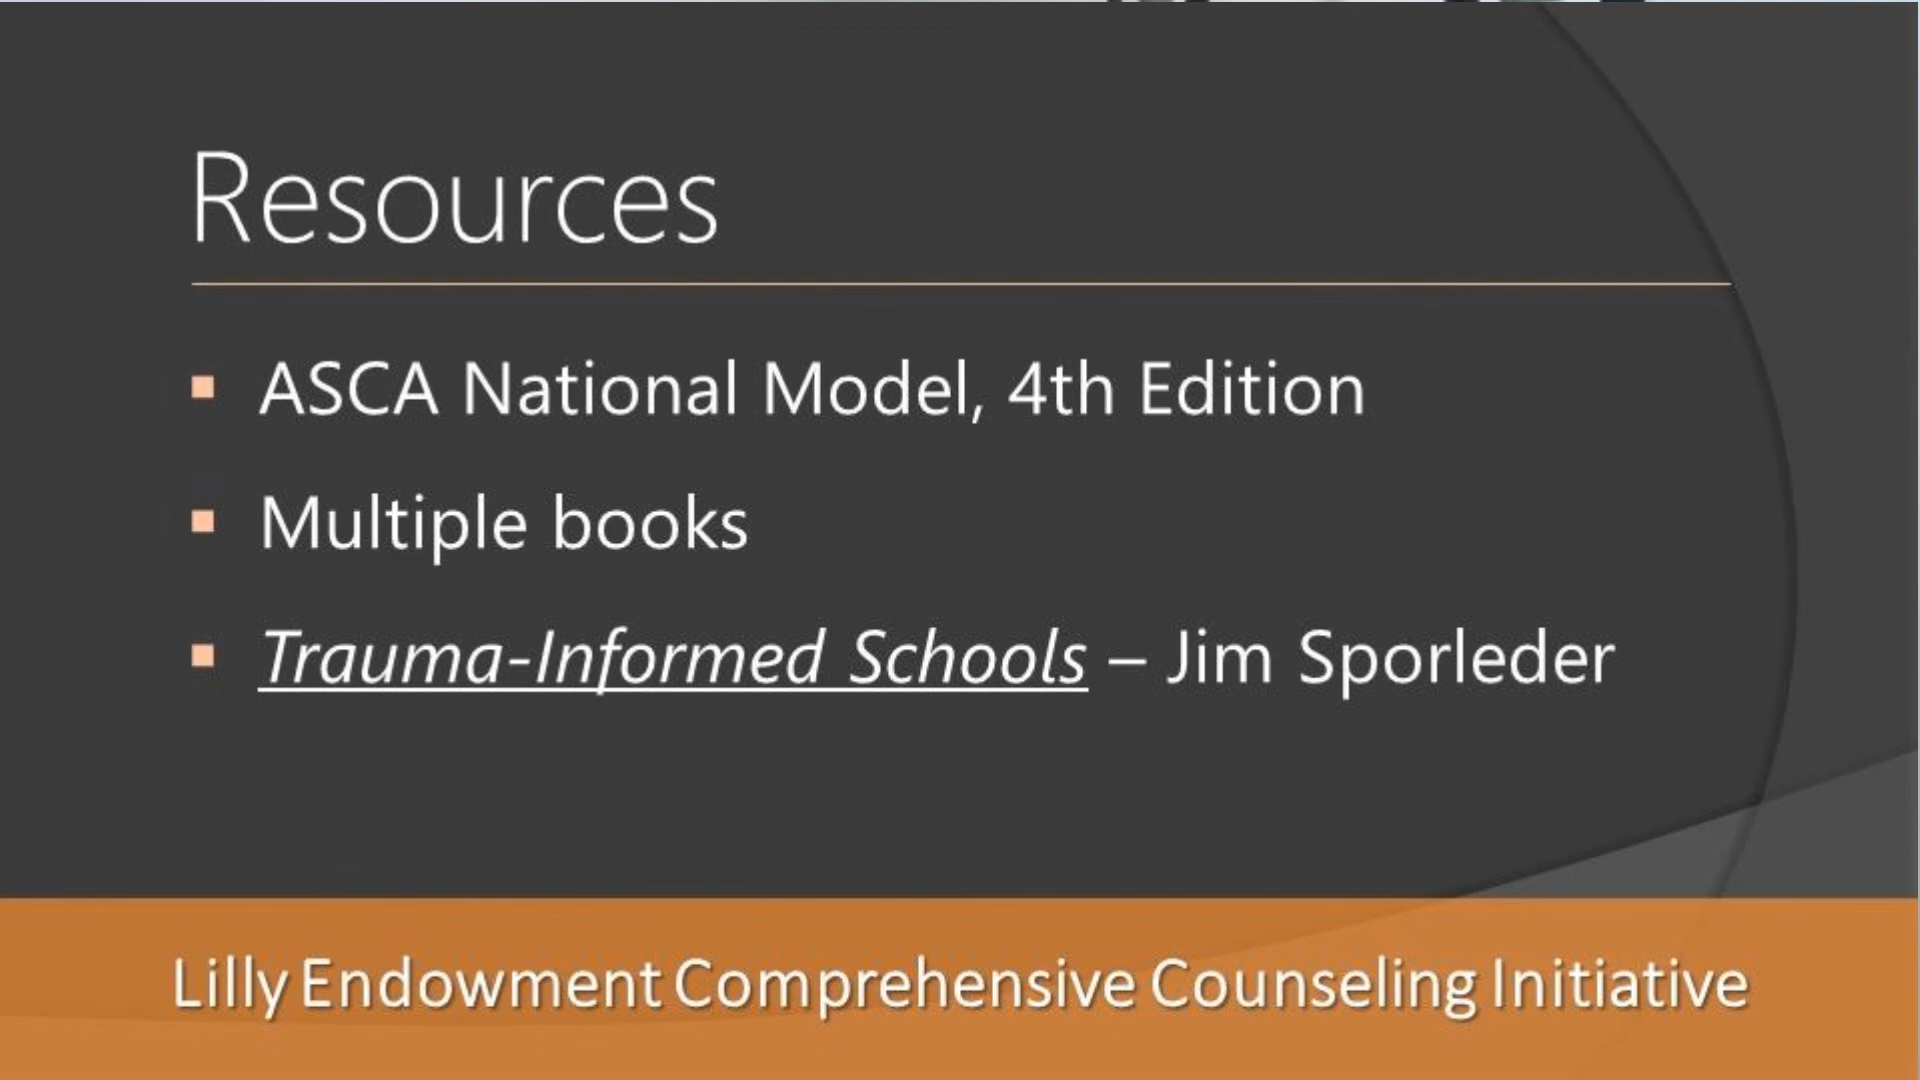 Resources
ASCA National Model, 4th Edition
Multiple books
Trauma-Informed Schools – Jim Sporleder
Lilly Endowment Comprehensive Counseling Initiative